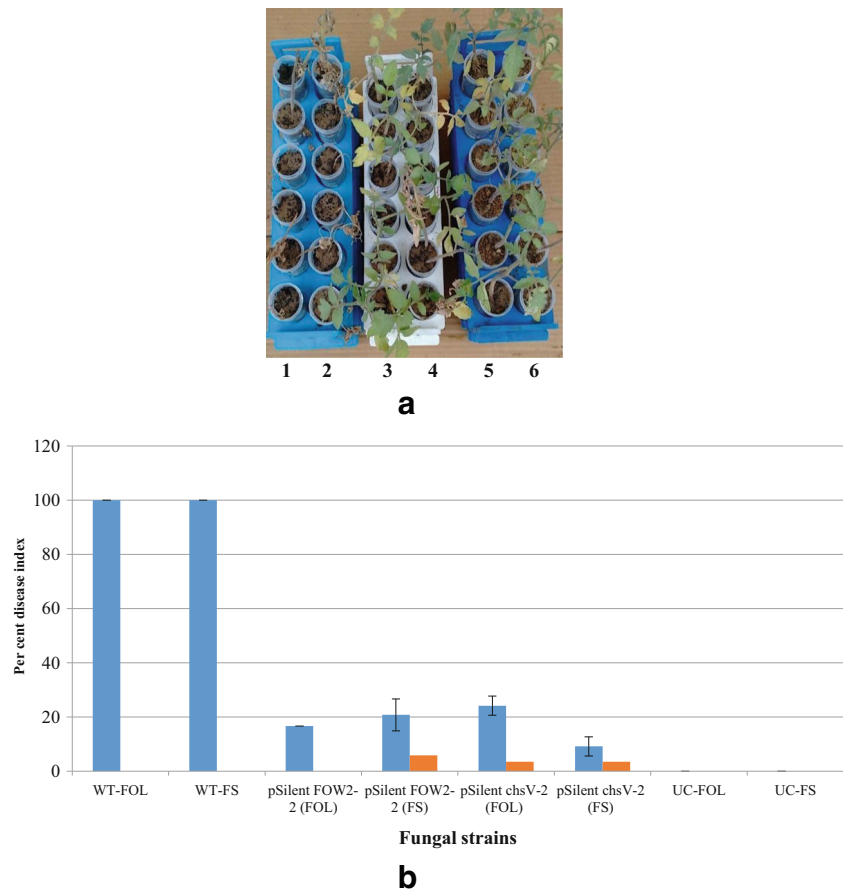 1 2 3 4 5 6
a
120
100
80
60
40
20
0
Per cent disease index
WT-FOL
WT-FS
pSilent FOW2-
2 (FOL)
pSilent FOW2-
2 (FS)
pSilent chsV-2
(FOL)
pSilent chsV-2
(FS)
UC-FOL
UC-FS
Fungal strains
b